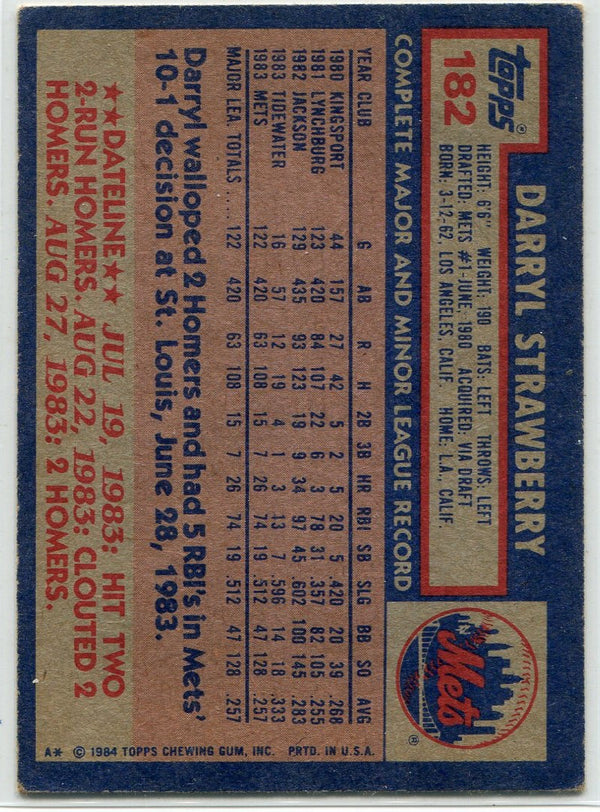 topps®
182
DARRYL STRAWBERRY
HEIGHT: 6'6" WEIGHT: 190 BATS: LEFT THROWS: LEFT
DRAFTED: METS #1-JUNE, 1980 ACQUIRED: VIA DRAFT
BORN: 3-12-62, LOS ANGELES, CALIF. HOME: L.A., CALIF.
Mets
®
COMPLETE MAJOR AND MINOR LEAGUE RECORD
YEAR CLUB G AB R H 2B 3B HR RBI SB SLG BB SO AVG
1980 KINGSPORT 44 157 27 42 5 2 5 20 5 .420 20 39 .268
1981 LYNCHBURG 123 420 84 107 22 6 13 78 31 .357 82 105 .255
1982 JACKSON 129 435 93 123 19 9 34 97 45 .602 100 145 .283
1983 TIDEWATER 16 57 12 19 4 1 3 13 7 .596 14 18 .333
1983 METS 122 420 63 108 15 7 26 74 19 .512 47 128 .257
MAJOR LEA. TOTALS .... 122 420 63 108 15 7 26 74 19 .512 47 128 .257
Darryl walloped 2 Homers and had 5 RBI's in Mets'
10-1 decision at St. Louis, June 28, 1983.
★★DATELINE★★ JUL 19, 1983: HIT TWO
2-RUN HOMERS. AUG 22, 1983: CLOUTED 2
HOMERS. AUG 27, 1983: 2 HOMERS.
A* © 1984 TOPPS CHEWING GUM, INC. PRTD. IN U.S.A.